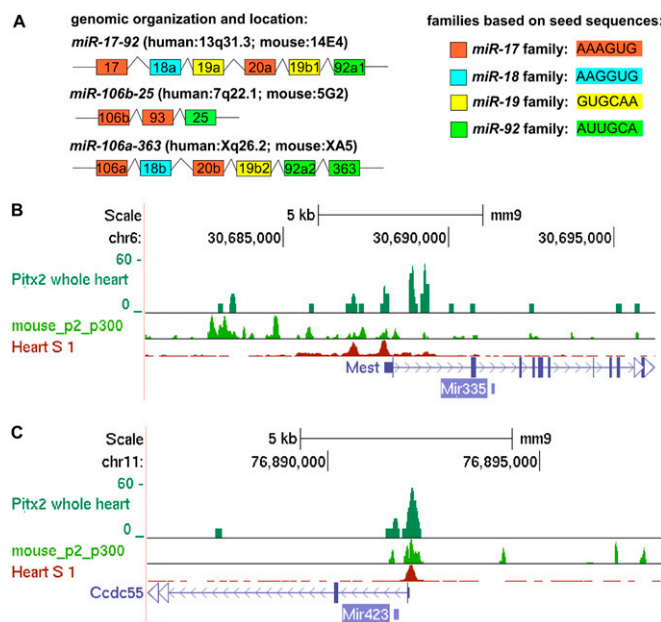 A
genomic organization and location:
miR-17-92 (human:13q31.3; mouse:14E4)
17 18a 19a 20a 19b1 92a1
miR-106b-25 (human:7q22.1; mouse:5G2)
106b 93 25
miR-106a-363 (human:Xq26.2; mouse:XA5)
106a 18b 20b 19b2 92a2 363
families based on seed sequences:
miR-17 family: AAAGUG
miR-18 family: AAGGUG
miR-19 family: GUGCAA
miR-92 family: AUUGCA
B
Scale 5 kb mm9
chr6: 30,685,000 30,690,000 30,695,000
60 -
Pitx2 whole heart
0 _
mouse_p2_p300
Heart S 1
Mest
Mir335
C
Scale 5 kb mm9
chr11: 76,890,000 76,895,000
60 -
Pitx2 whole heart
0 _
mouse_p2_p300
Heart S 1
Ccdc55
Mir423